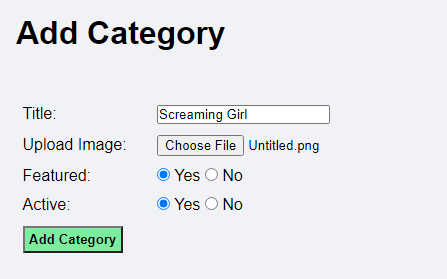 Add Category
Title: Screaming Girl
Upload Image: Choose File Untitled.png
Featured: Yes No
Active: Yes No
Add Category